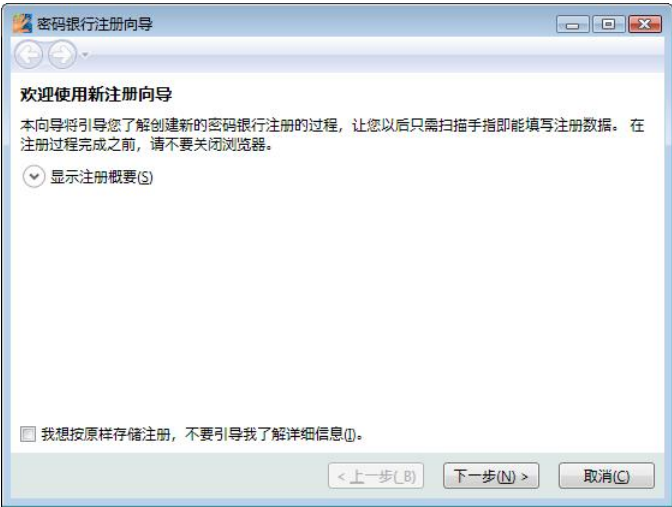 密码银行注册向导
欢迎使用新注册向导
本向导将引导您了解创建新的密码银行注册的过程，让您以后只需扫描手指即能填写注册数据。 在
注册过程完成之前，请不要关闭浏览器。
显示注册概要(S)
我想按原样存储注册，不要引导我了解详细信息(I)。
< 上一步( B)
下一步(N) >
取消(C)